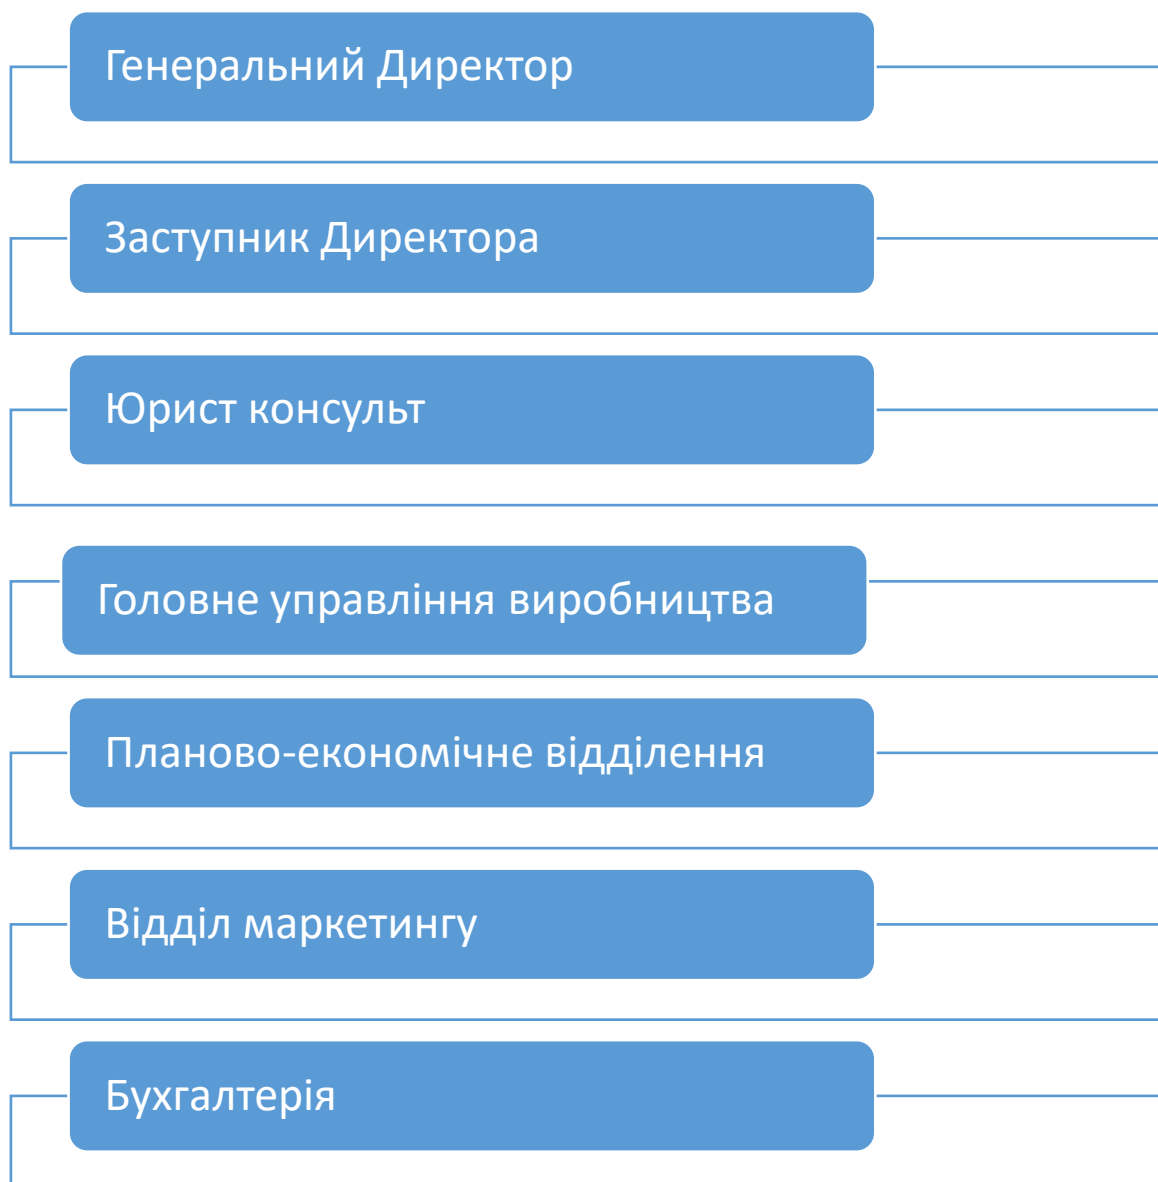 Генеральний Директор
Заступник Директора
Юрист консульт
Головне управління виробництва
Планово-економічне відділення
Відділ маркетингу
Бухгалтерія